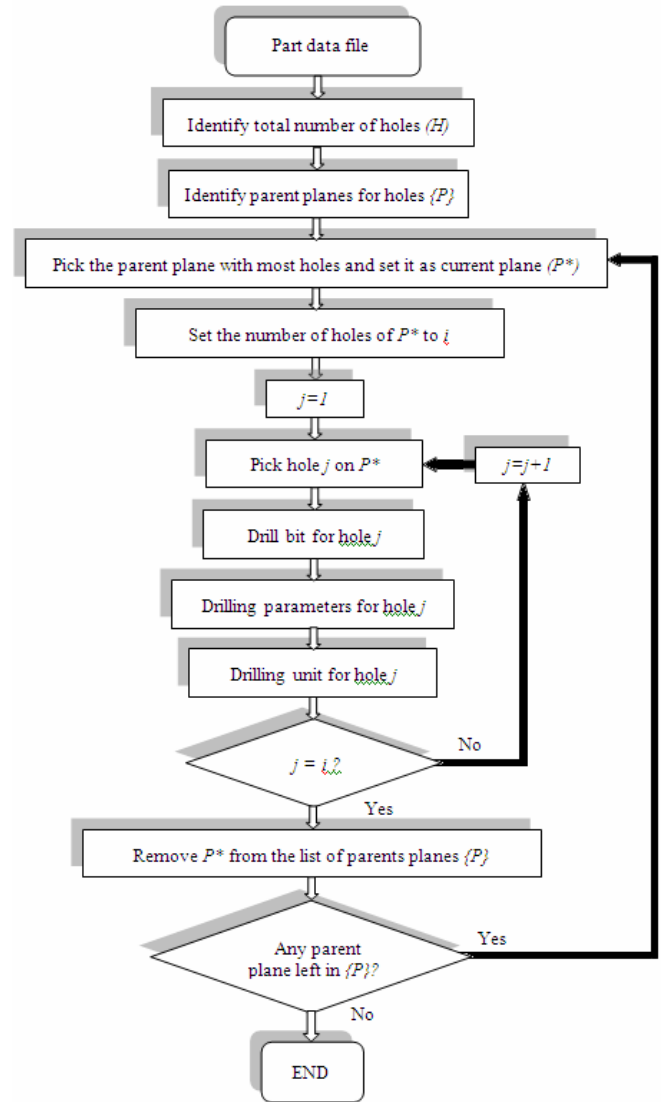 Part data file
Identify total number of holes (H)
Identify parent planes for holes {P}
Pick the parent plane with most holes and set it as current plane (P*)
Set the number of holes of P* to i
j=1
Pick hole j on P*
j=j+1
Drill bit for hole j
Drilling parameters for hole j
Drilling unit for hole j
No
j = i ?
Yes
Remove P* from the list of parents planes {P}
Yes
Any parent
plane left in {P}?
No
END